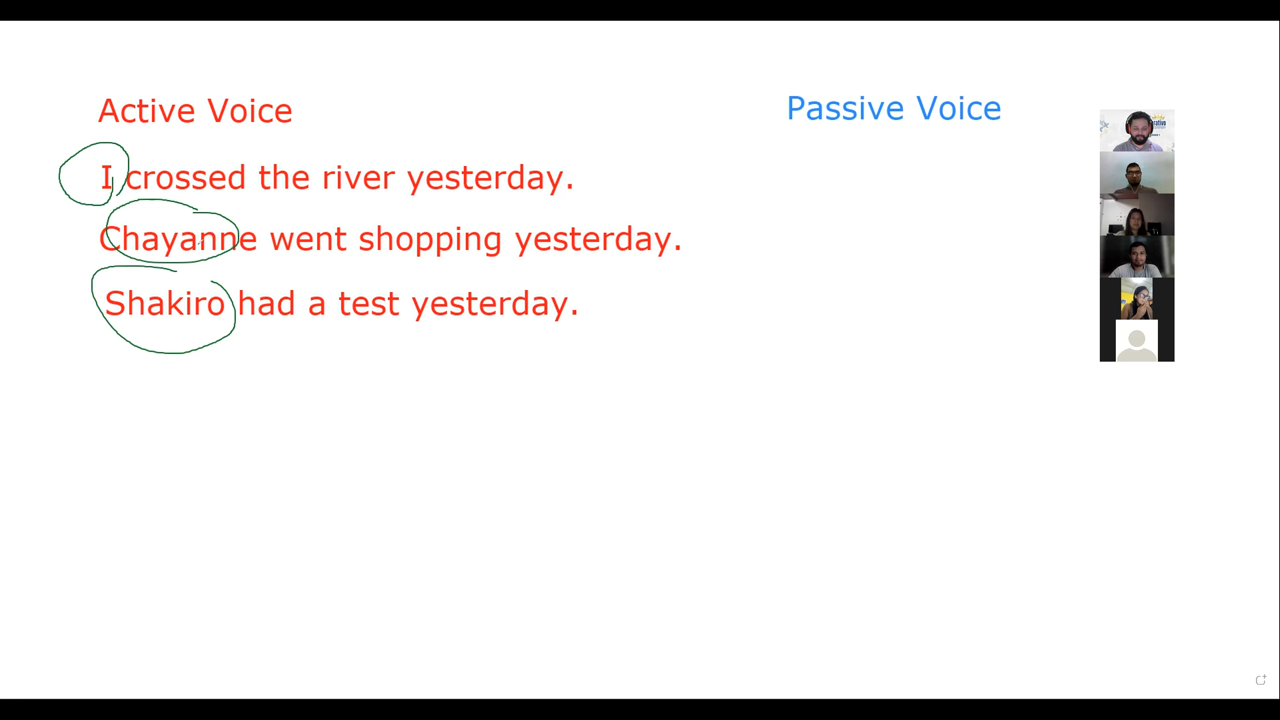 Active Voice
Passive Voice
I crossed the river yesterday.
Chayanne went shopping yesterday.
Shakiro had a test yesterday.